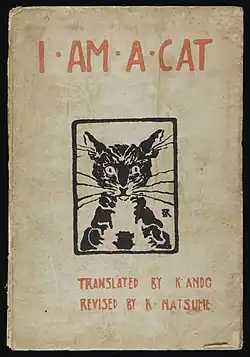 I·AM·A·CAT
TRANSLATED BY K·ANDO
REVISED BY K·NATSUME